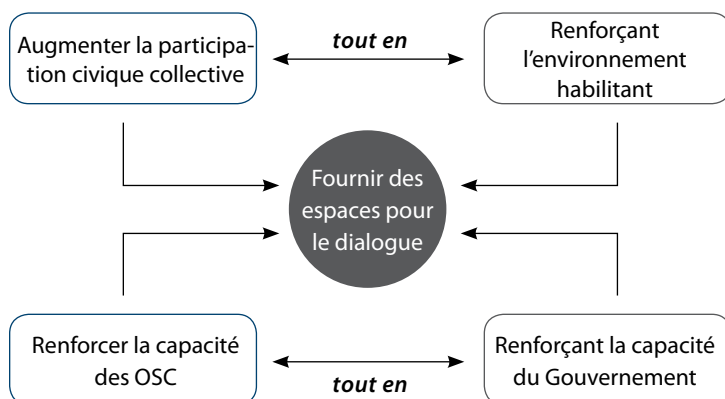 Augmenter la participa-
tion civique collective
tout en
Renforçant
l’environnement
habilitant
Fournir des
espaces pour
le dialogue
Renforcer la capacité
des OSC
tout en
Renforçant la capacité
du Gouvernement